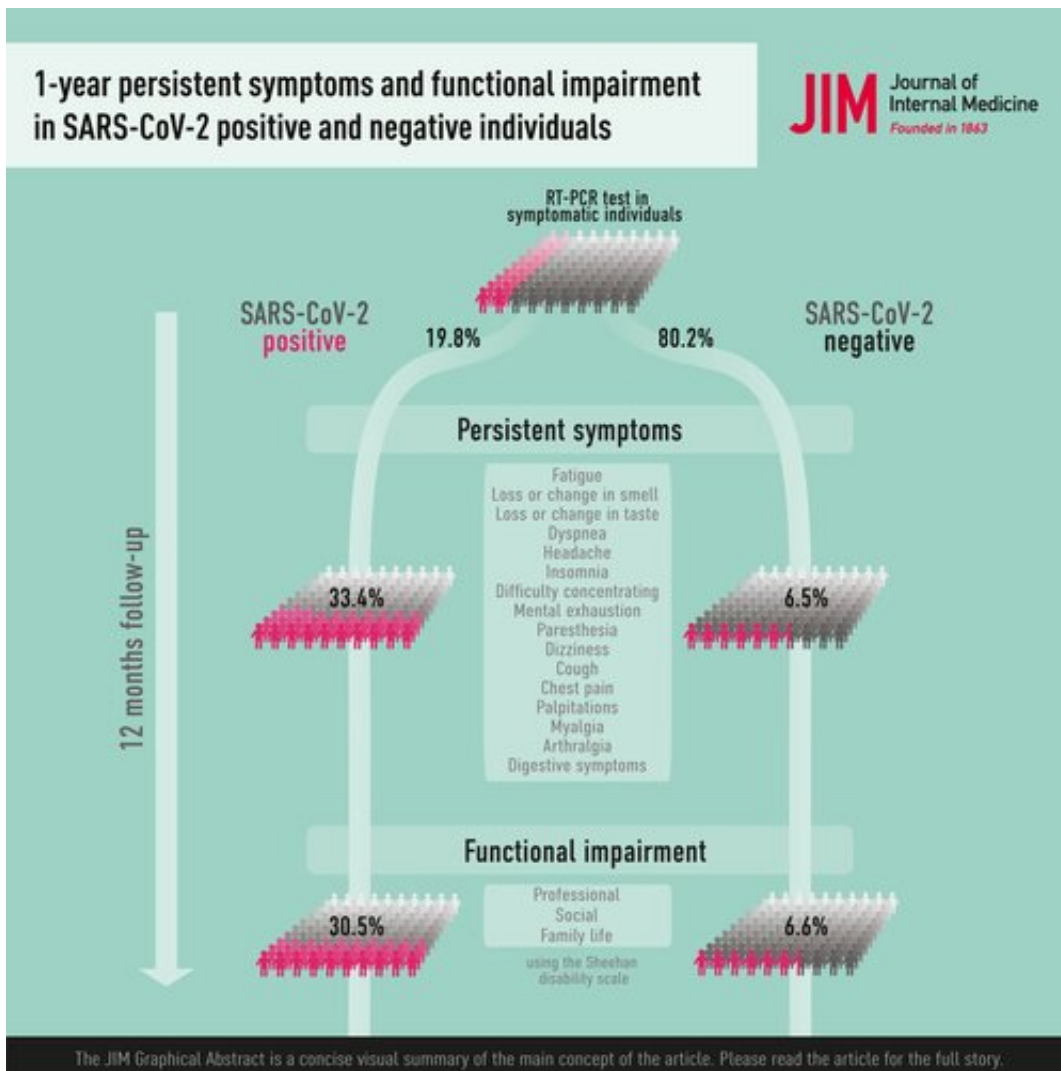 1-year persistent symptoms and functional impairment
in SARS-CoV-2 positive and negative individuals
JIM
Journal of
Internal Medicine
Founded in 1863
RT-PCR test in
symptomatic individuals
SARS-CoV-2
positive
19.8%
80.2%
SARS-CoV-2
negative
12 months follow-up
Persistent symptoms
Fatigue
Loss or change in smell
Loss or change in taste
Dyspnea
Headache
Insomnia
Difficulty concentrating
Mental exhaustion
Paresthesia
Dizziness
Cough
Chest pain
Palpitations
Myalgia
Arthralgia
Digestive symptoms
33.4%
6.5%
Functional impairment
Professional
Social
Family life
using the Sheehan
disability scale
30.5%
6.6%
The JIM Graphical Abstract is a concise visual summary of the main concept of the article. Please read the article for the full story.